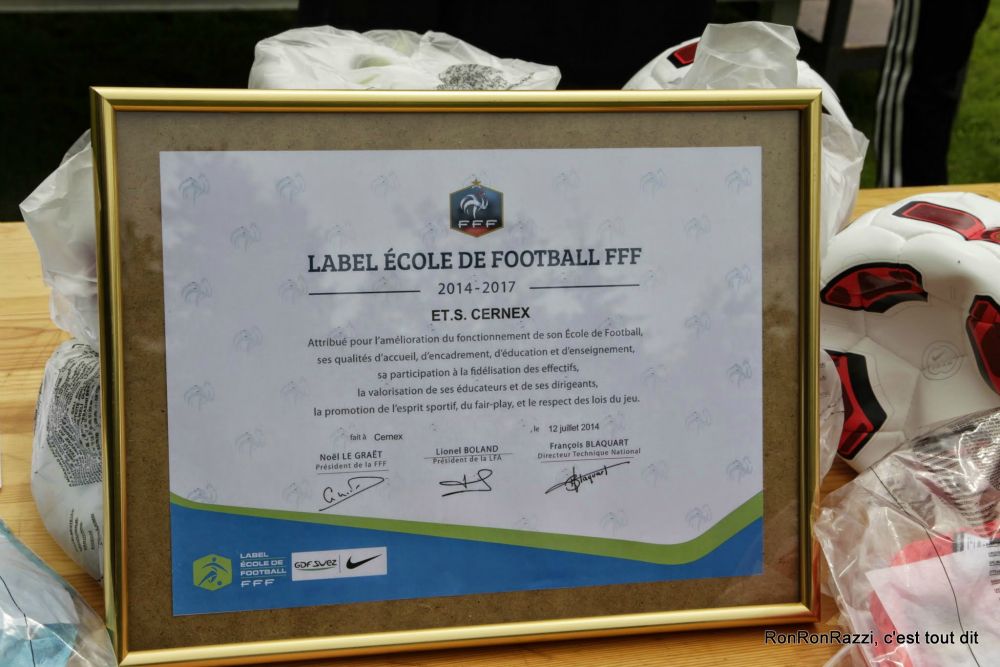 FFF
LABEL ÉCOLE DE FOOTBALL FFF
2014-2017
ET.S. CERNEX
Attribué pour l'amélioration du fonctionnement de son École de Football,
ses qualités d'accueil, d'encadrement, d'éducation et d'enseignement,
sa participation à la fidélisation des effectifs,
la valorisation de ses éducateurs et de ses dirigeants,
la promotion de l'esprit sportif, du fair-play, et le respect des lois du jeu.
fait à Cernex , le 12 juillet 2014
Noël LE GRAËT Lionel BOLAND François BLAQUART
Président de la FFF Président de la LFA Directeur Technique National
LABEL
ÉCOLE DE
FOOTBALL
FFF
GDF SUEZ
RonRonRazzi, c'est tout dit